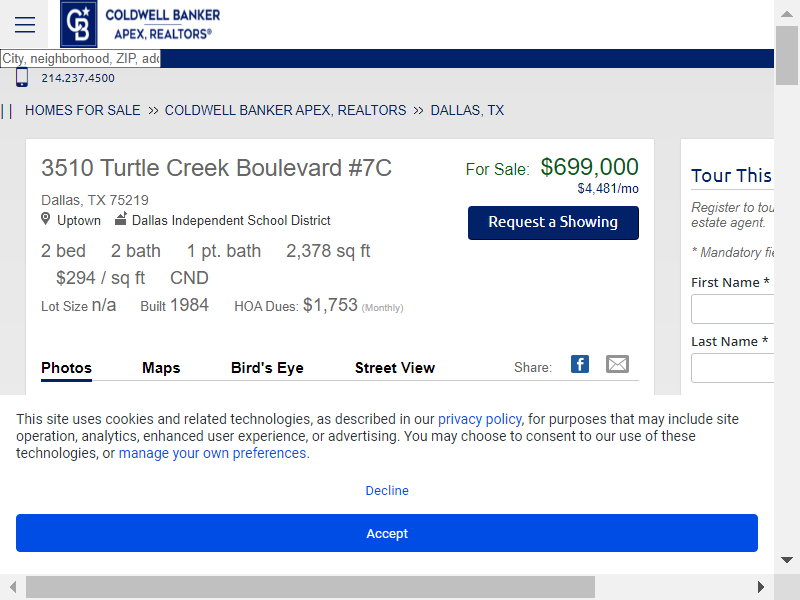 COLDWELL BANKER
APEX, REALTORS®
City, neighborhood, ZIP, add
214.237.4500
HOMES FOR SALE >> COLDWELL BANKER APEX, REALTORS >> DALLAS, TX
3510 Turtle Creek Boulevard #7C
For Sale: $699,000
$4,481/mo
Dallas, TX 75219
Uptown Dallas Independent School District
Request a Showing
2 bed 2 bath 1 pt. bath 2,378 sq ft
$294 / sq ft CND
Lot Size n/a Built 1984 HOA Dues: $1,753 (Monthly)
Photos Maps Bird's Eye Street View Share:
Tour This
Register to tou
estate agent.
* Mandatory fie
First Name *
Last Name *
This site uses cookies and related technologies, as described in our privacy policy, for purposes that may include site
operation, analytics, enhanced user experience, or advertising. You may choose to consent to our use of these
technologies, or manage your own preferences.
Decline
Accept